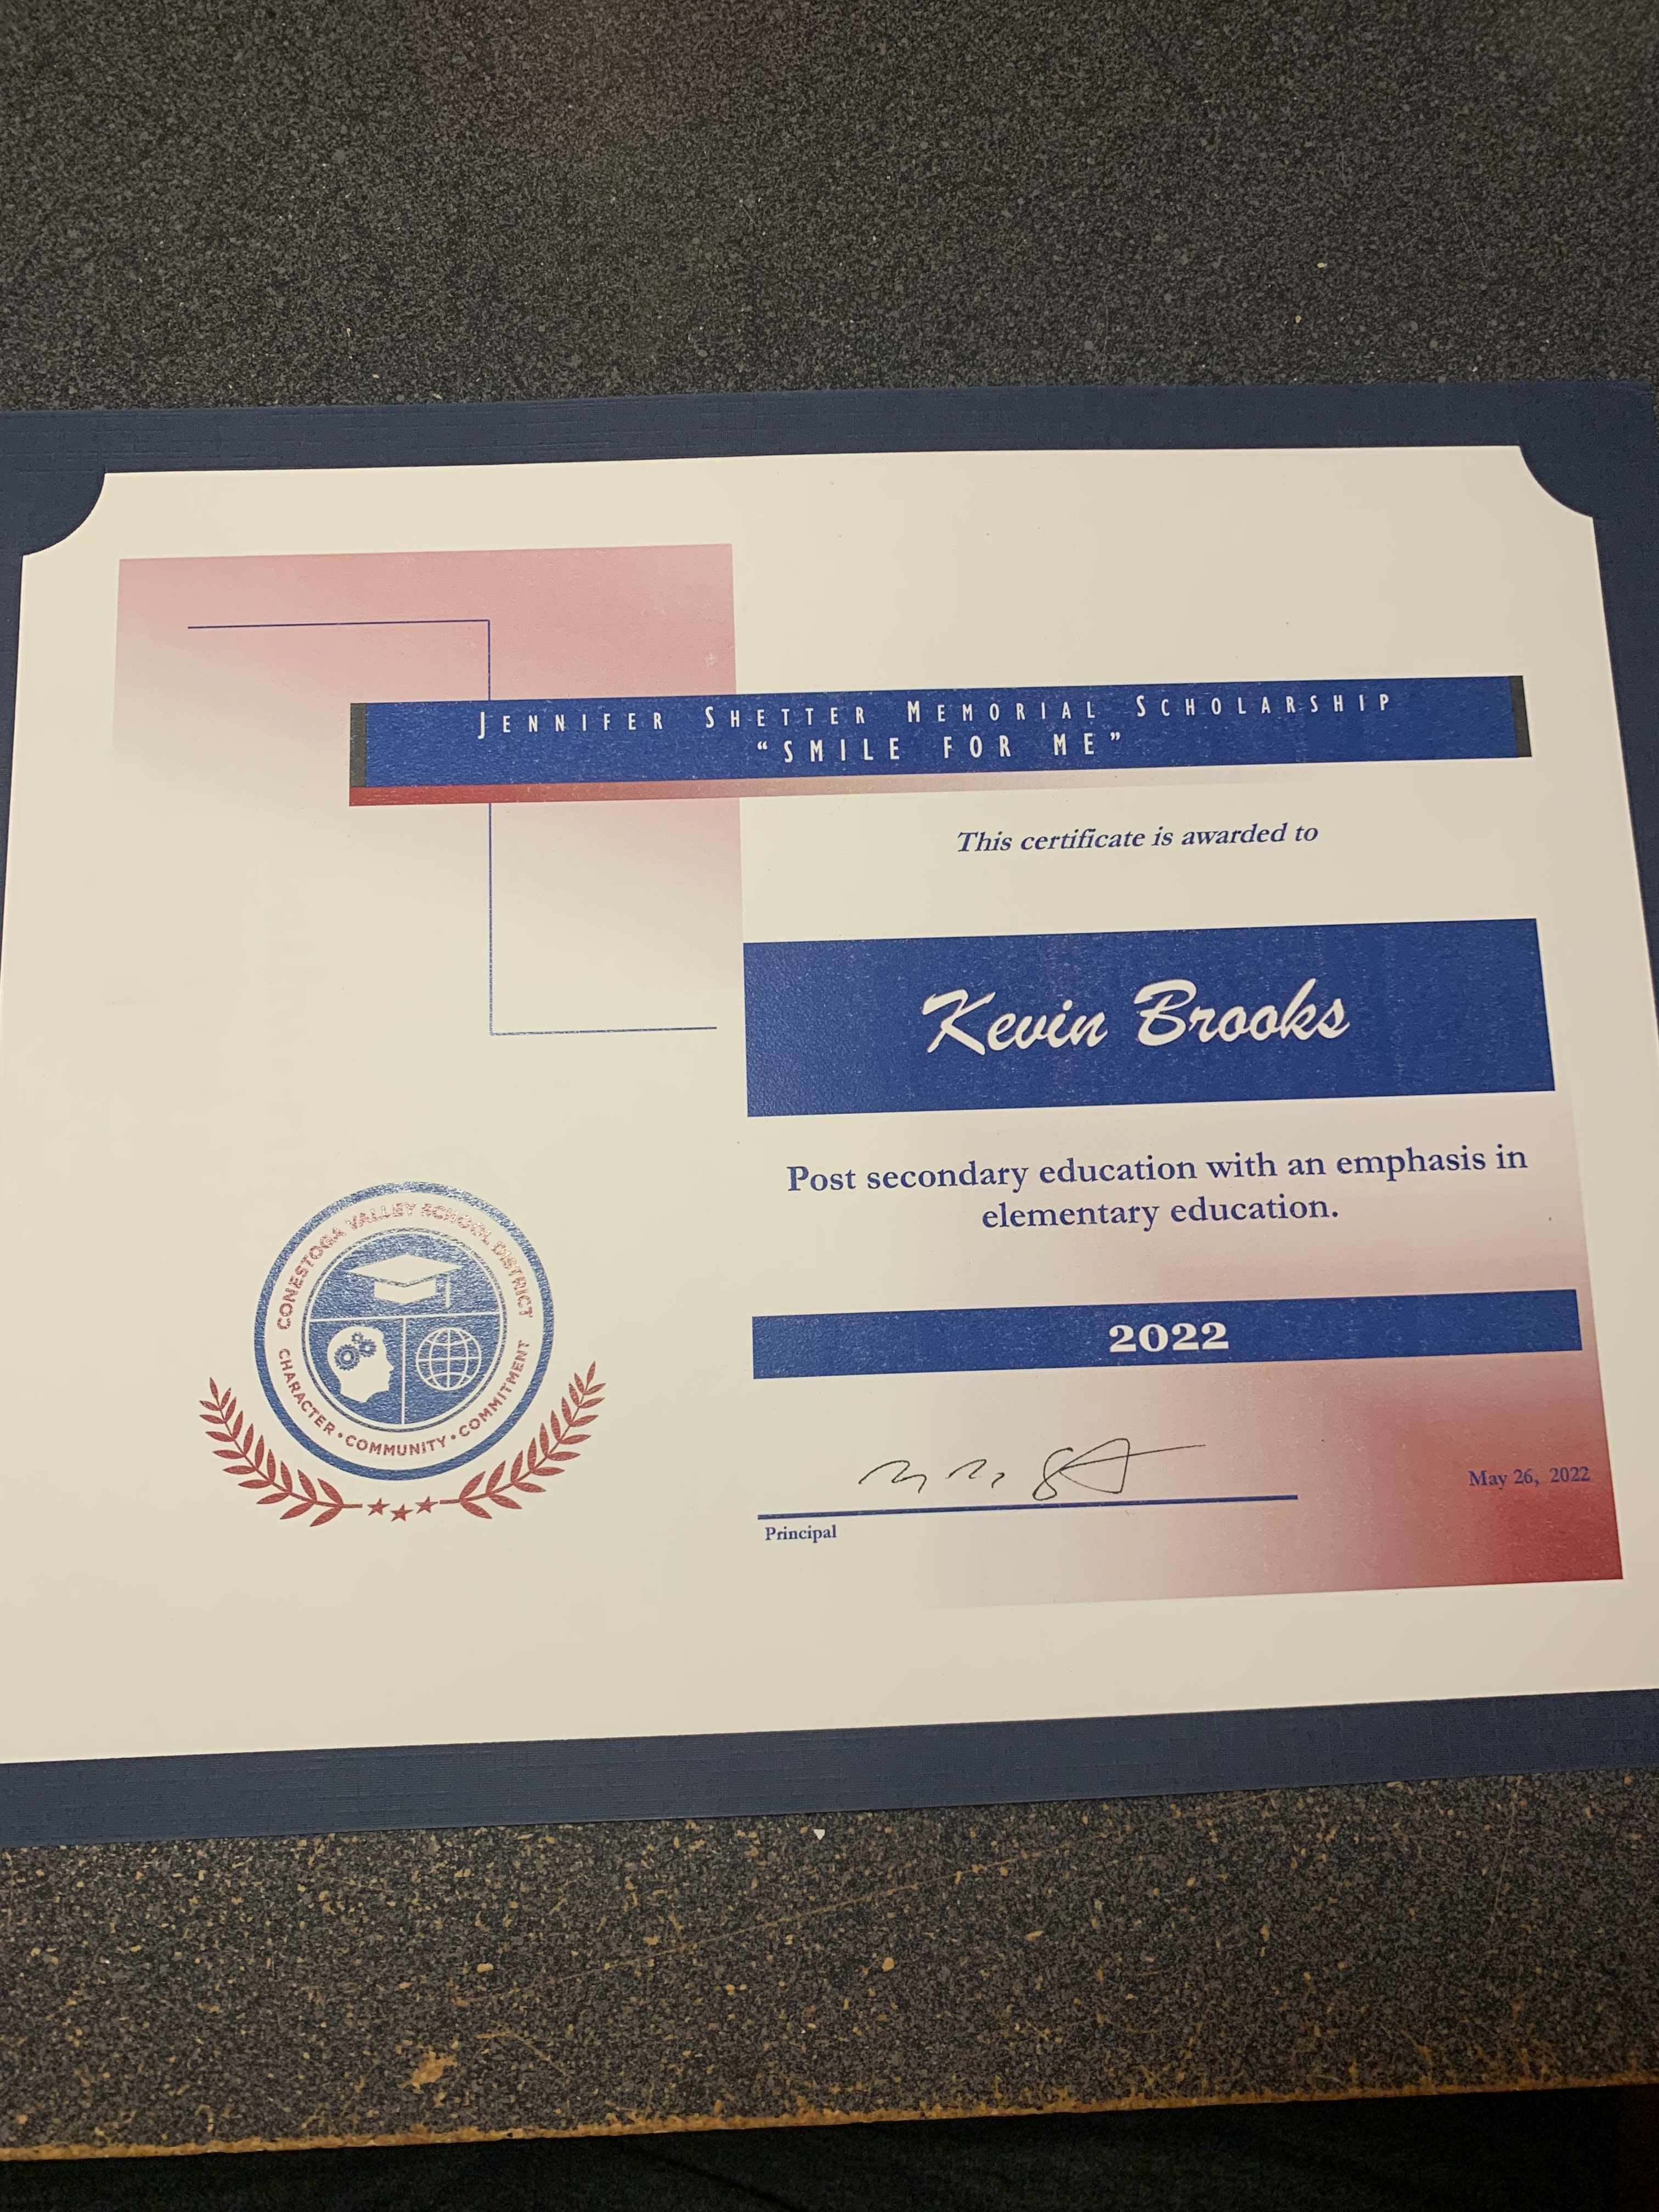 Jennifer Shetter Memorial Scholarship
“SMILE FOR ME”
This certificate is awarded to
Kevin Brooks
Post secondary education with an emphasis in
elementary education.
2022
May 26, 2022
Principal
CONESTOGA VALLEY SCHOOL DISTRICT
CHARACTER • COMMUNITY • COMMITMENT